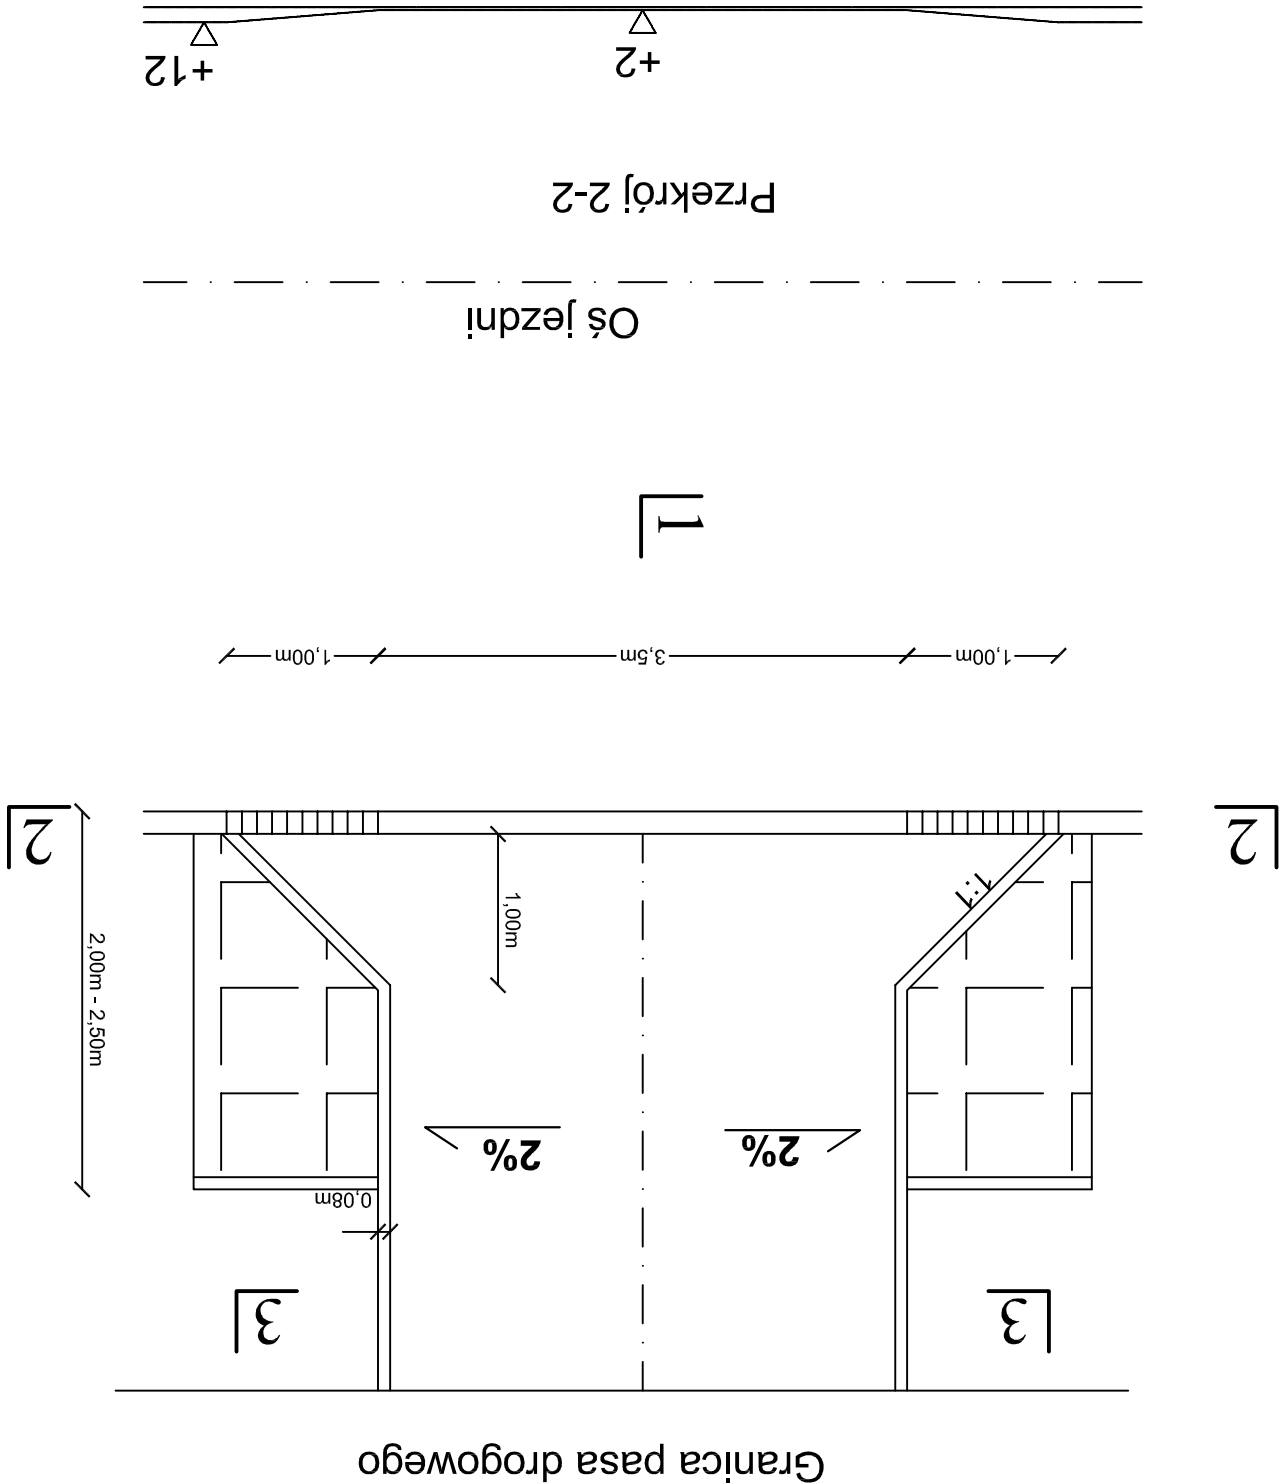 Granica pasa drogowego
3
3
0,08m
2%
2%
2,00m - 2,50m
1,00m
1:1
2
2
1,00m
3,5m
1,00m
1
Oś jezdni
Przekrój 2-2
+2
+12